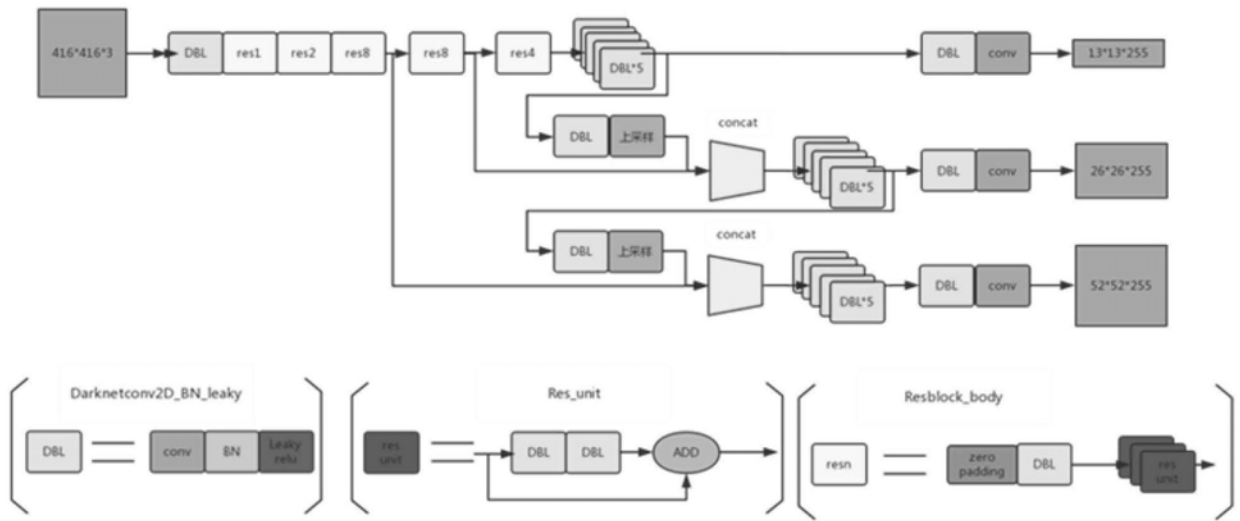 416*416*3
DBL
res1
res2
res8
res8
res4
DBL*5
DBL
conv
13*13*255
DBL
上采样
concat
DBL*5
DBL
conv
26*26*255
DBL
上采样
concat
DBL*5
DBL
conv
52*52*255
Darknetconv2D_BN_leaky
DBL
conv
BN
Leaky
relu
Res_unit
res
unit
DBL
DBL
ADD
Resblock_body
resn
zero
padding
DBL
res
unit